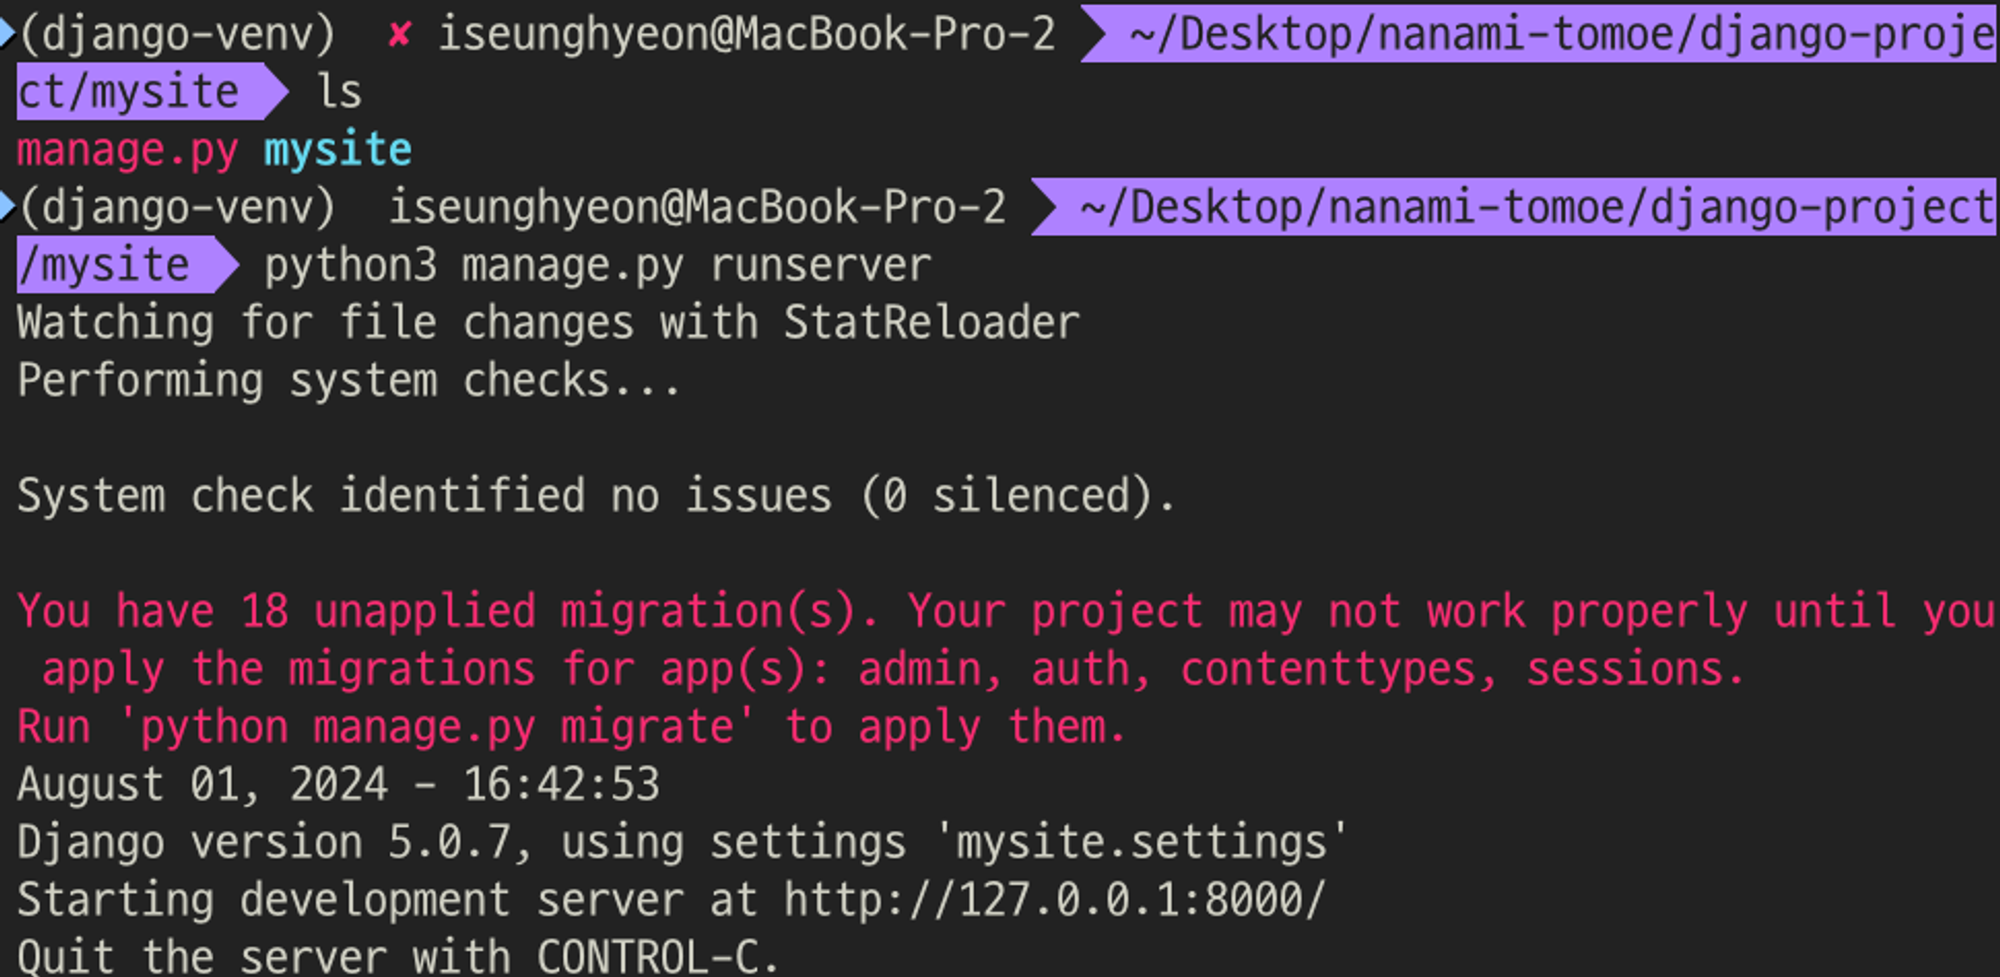 (django-venv) ✘ iseunghyeon@MacBook-Pro-2 ~/Desktop/nanami-tomoe/django-proje
ct/mysite ls
manage.py mysite
(django-venv) iseunghyeon@MacBook-Pro-2 ~/Desktop/nanami-tomoe/django-project
/mysite python3 manage.py runserver
Watching for file changes with StatReloader
Performing system checks...
System check identified no issues (0 silenced).
You have 18 unapplied migration(s). Your project may not work properly until you
apply the migrations for app(s): admin, auth, contenttypes, sessions.
Run 'python manage.py migrate' to apply them.
August 01, 2024 - 16:42:53
Django version 5.0.7, using settings 'mysite.settings'
Starting development server at http://127.0.0.1:8000/
Quit the server with CONTROL-C.